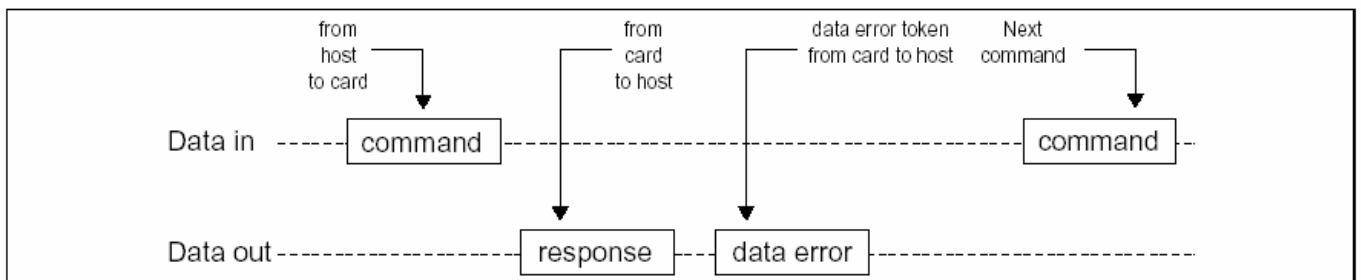 from
host
to card
from
card
to host
data error token
from card to host
Next
command
Data in
command
command
Data out
response
data error